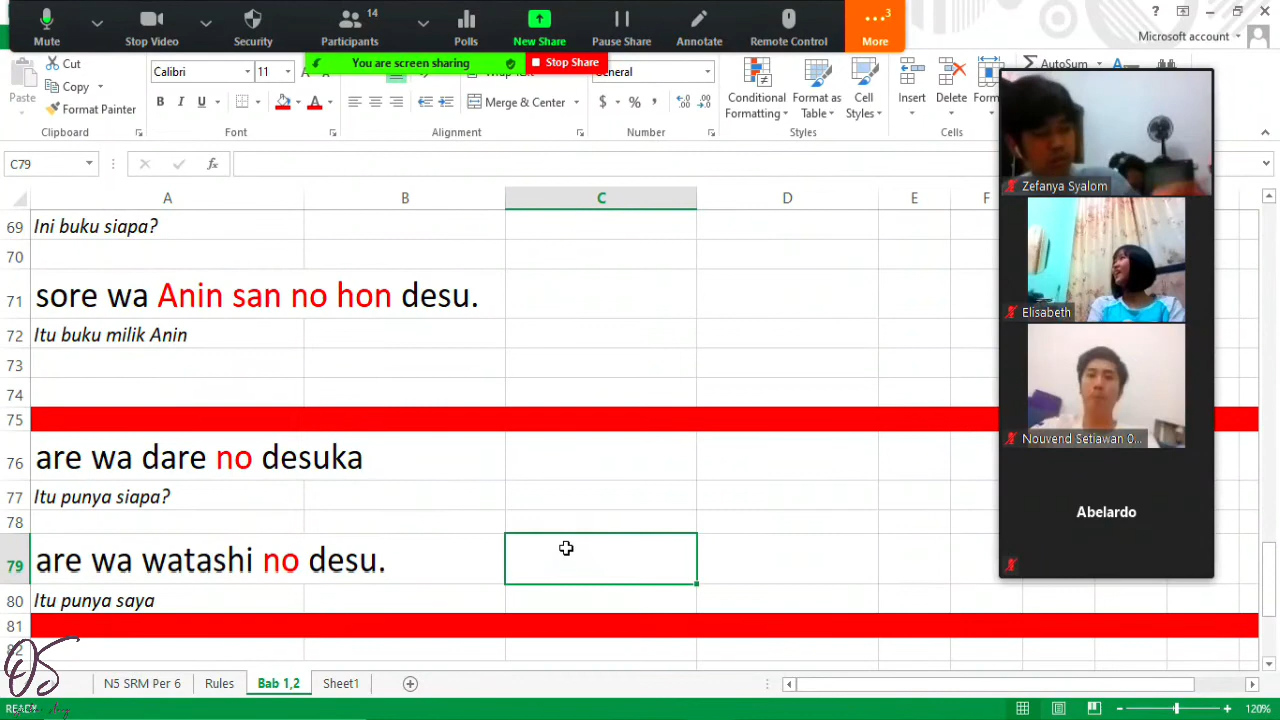 Mute
Stop Video
Security
14
Participants
Polls
New Share
Pause Share
Annotate
Remote Control
3
More
You are screen sharing
Stop Share
Microsoft account
Paste
Cut
Copy
Format Painter
Clipboard
Calibri
11
B I U
Font
Merge & Center
Alignment
General
$ % ,
Number
Conditional Formatting
Format as Table
Cell Styles
Styles
Insert
Delete
Cells
AutoSum
C79
fx
A B C D E F
69 Ini buku siapa?
70
71 sore wa Anin san no hon desu.
72 Itu buku milik Anin
73
74
75
76 are wa dare no desuka
77 Itu punya siapa?
78
79 are wa watashi no desu.
80 Itu punya saya
81
82
Zefanya Syalom
Elisabeth
Nouvend Setiawan 0...
Abelardo
N5 SRM Per 6
Rules
Bab 1,2
Sheet1
120%